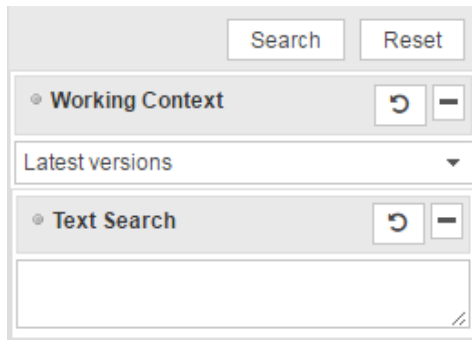 Search Reset
Working Context
Latest versions
Text Search